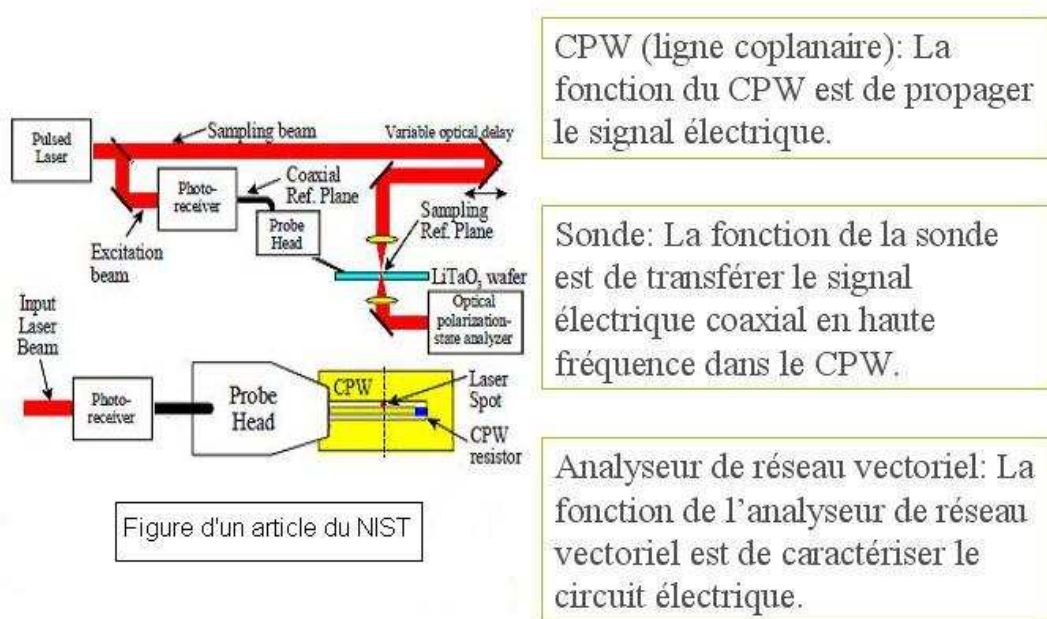 CPW (ligne coplanaire): La
fonction du CPW est de propager
le signal électrique.
Sonde: La fonction de la sonde
est de transférer le signal
électrique coaxial en haute
fréquence dans le CPW.
Analyseur de réseau vectoriel: La
fonction de l’analyseur de réseau
vectoriel est de caractériser le
circuit électrique.
Pulsed
Laser
Sampling beam
Variable optical delay
Photo-
receiver
Coaxial
Ref. Plane
Probe
Head
Sampling
Ref. Plane
Excitation
beam
LiTaO3 wafer
Optical
polarization-
state analyzer
Input
Laser
Beam
Photo-
receiver
Probe
Head
CPW
Laser
Spot
CPW
resistor
Figure d'un article du NIST